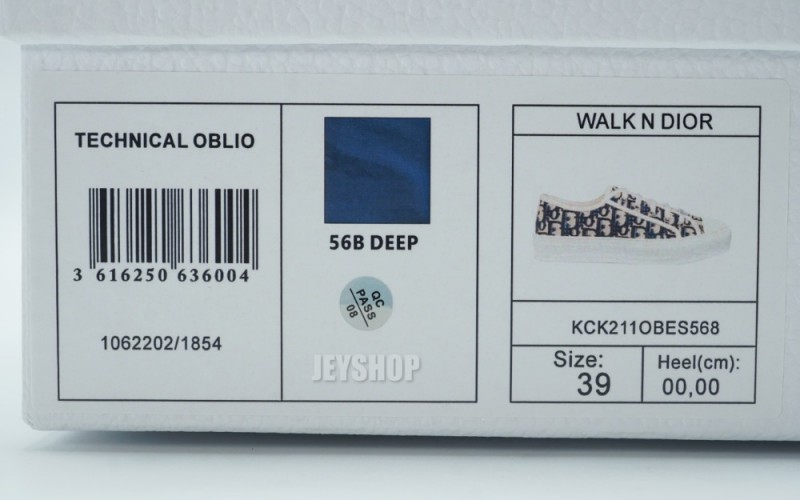 TECHNICAL OBLIO
3 616250 636004
1062202/1854
56B DEEP
QC
PASS
08
JEYSHOP
WALK N DIOR
KCK211OBES568
Size:
39
Heel(cm):
00,00